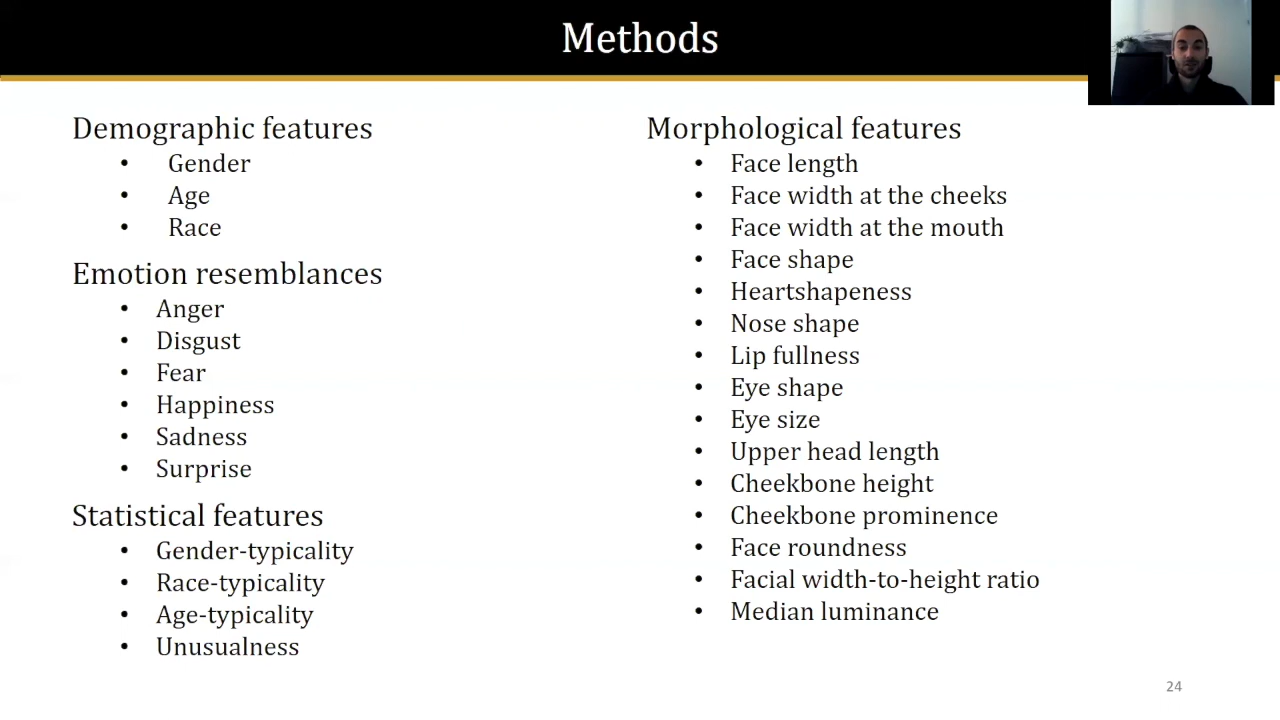 Methods
Demographic features
• Gender
• Age
• Race
Emotion resemblances
• Anger
• Disgust
• Fear
• Happiness
• Sadness
• Surprise
Statistical features
• Gender-typicality
• Race-typicality
• Age-typicality
• Unusualness
Morphological features
• Face length
• Face width at the cheeks
• Face width at the mouth
• Face shape
• Heartshapeness
• Nose shape
• Lip fullness
• Eye shape
• Eye size
• Upper head length
• Cheekbone height
• Cheekbone prominence
• Face roundness
• Facial width-to-height ratio
• Median luminance
24